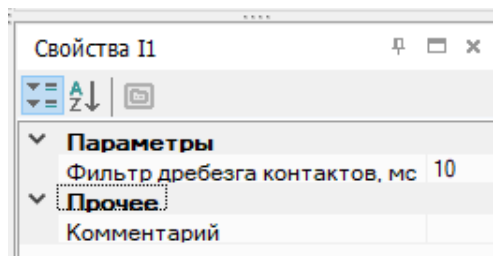 Свойства I1
Параметры
Фильтр дребезга контактов, мс 10
Прочее
Комментарий